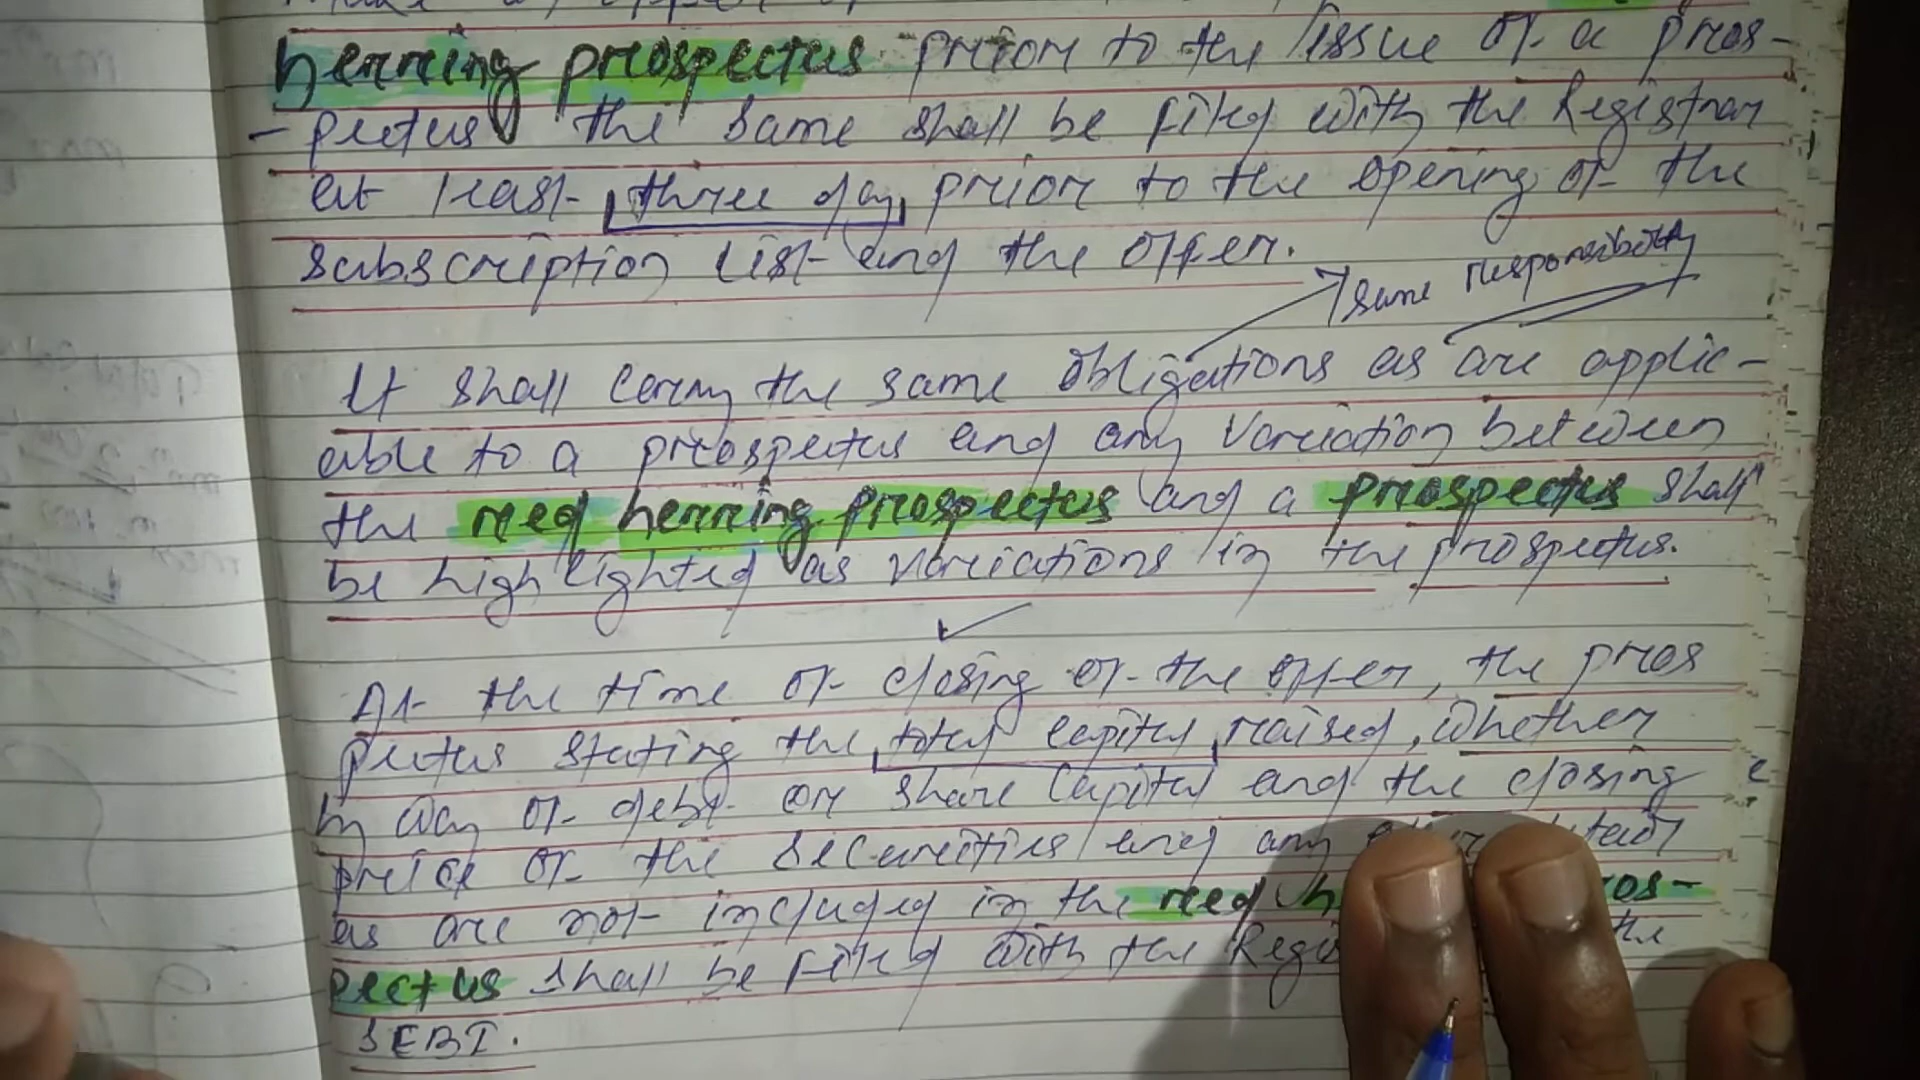 herring prospectus prior to the issue of a pros-
-pectus the same shall be filed with the Registrar
at least three day prior to the opening of the
subscription list and the offer.
same responsibility
It shall carry the same obligations as are applic-
able to a prospectus and any variation between
the red herring prospectus and a prospectus shall
be highlighted as variations in the prospectus.
At the time of closing of the offer, the pros
pectus stating the total capital raised, whether
by way of debt or share capital and the closing
price of the securities and any
as are not included in the red h ros-
pectus shall be filed with the Regi the
SEBI.